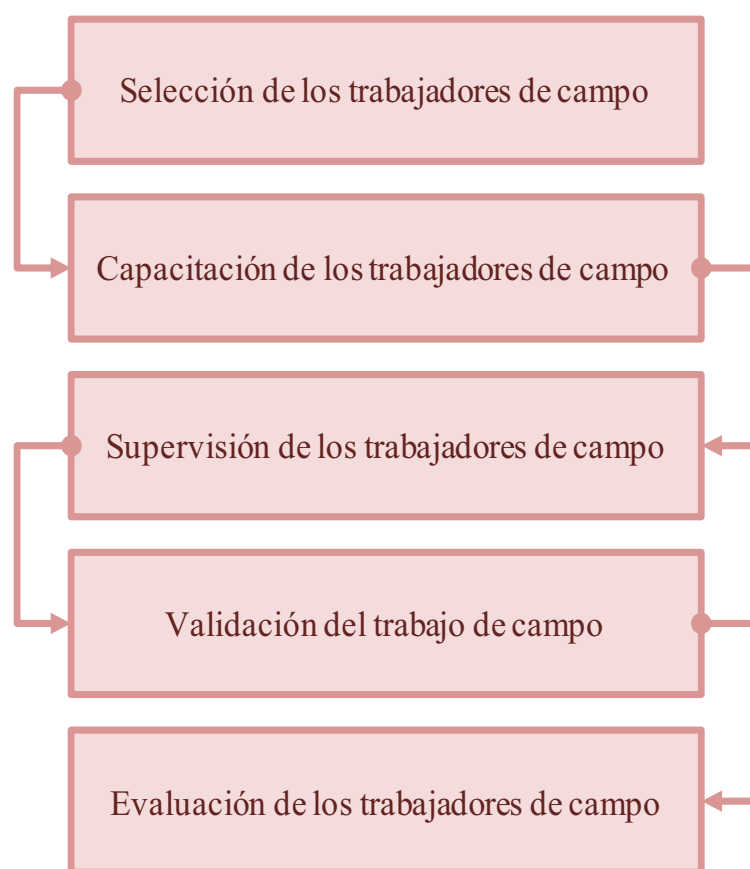 Selección de los trabajadores de campo
Capacitación de los trabajadores de campo
Supervisión de los trabajadores de campo
Validación del trabajo de campo
Evaluación de los trabajadores de campo